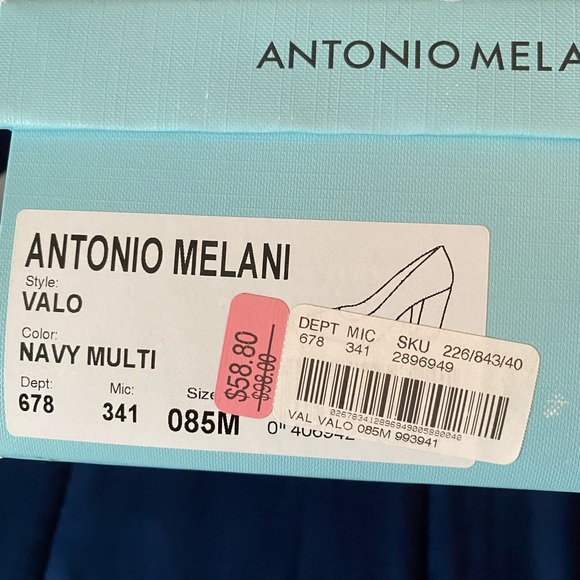 ANTONIO MELA
ANTONIO MELANI
Style:
VALO
Color:
NAVY MULTI
Dept: Mic: Size
678 341 085M
$58.80
$98.00
DEPT MIC SKU 226/843/40
678 341 2896949
VAL VALO 085M 993941